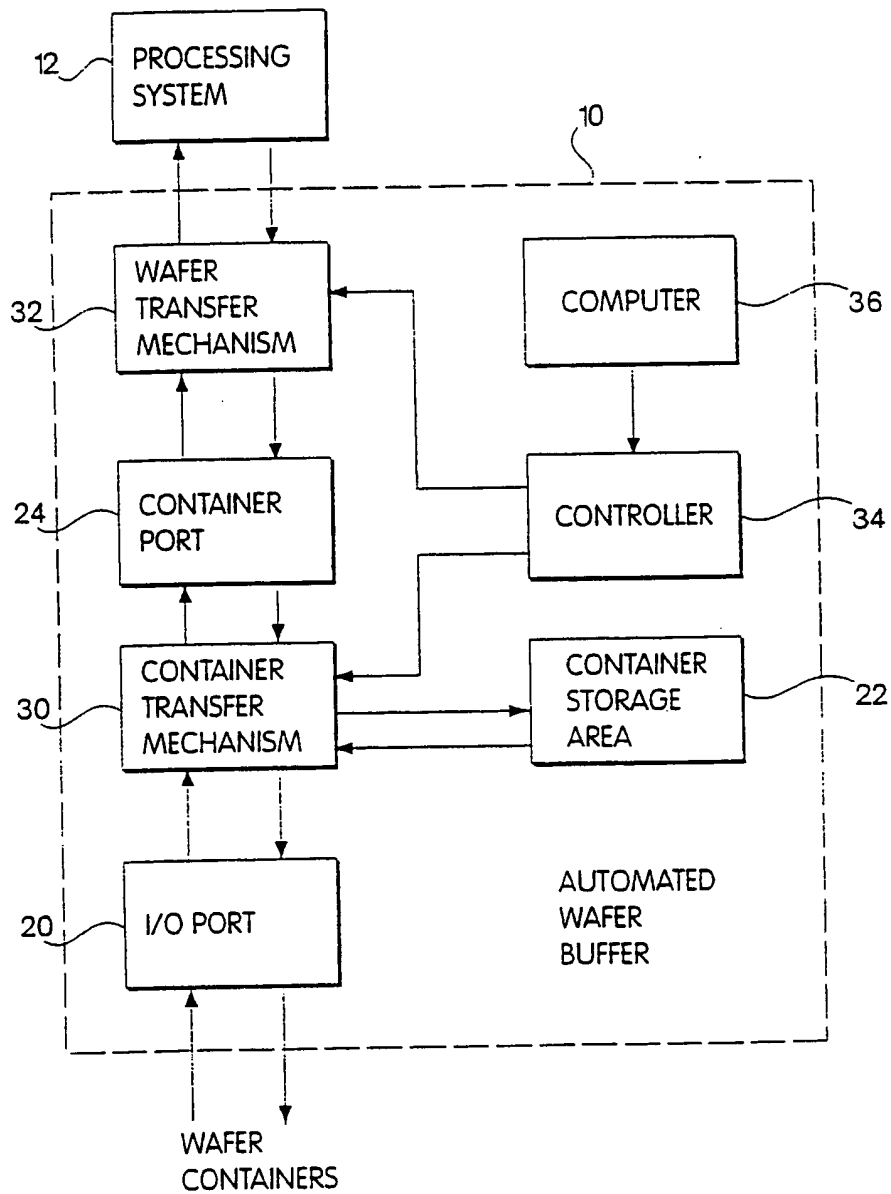 12
PROCESSING
SYSTEM
10
32
WAFER
TRANSFER
MECHANISM
COMPUTER
36
24
CONTAINER
PORT
CONTROLLER
34
30
CONTAINER
TRANSFER
MECHANISM
CONTAINER
STORAGE
AREA
22
20
I/O PORT
AUTOMATED
WAFER
BUFFER
WAFER
CONTAINERS